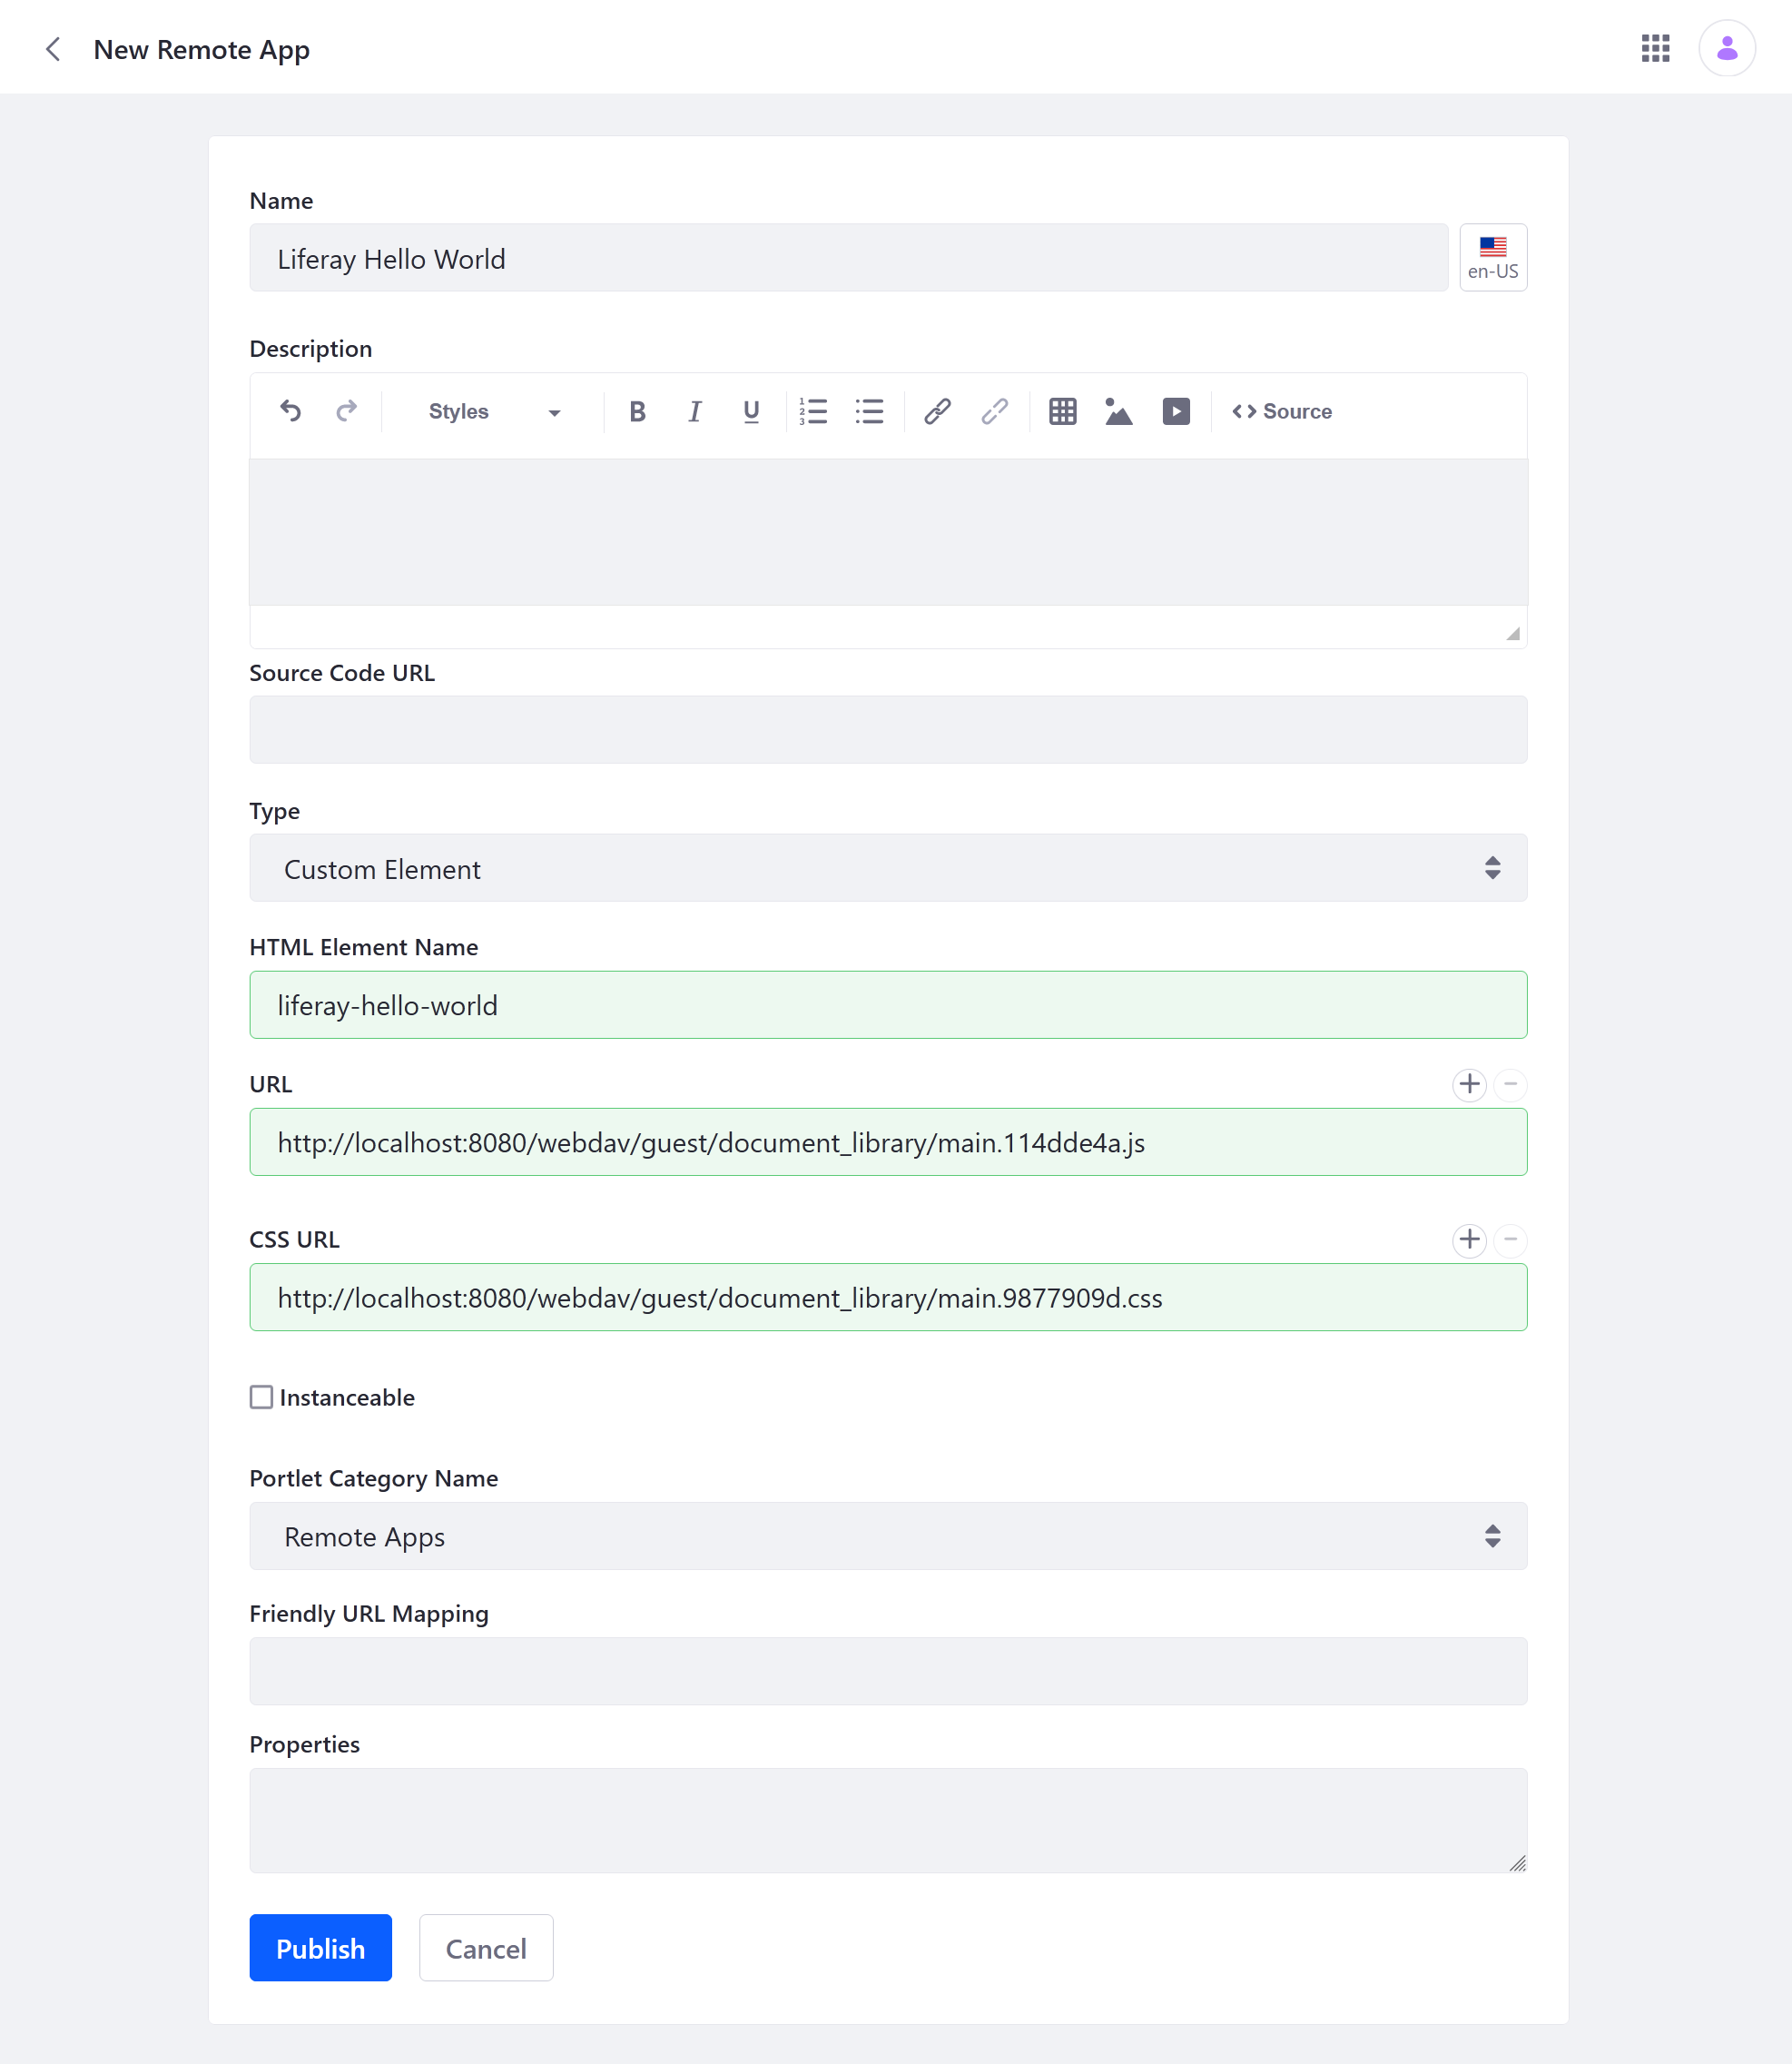 New Remote App
Name
Liferay Hello World
en-US
Description
Styles
B I U
1
2
3
Source
Source Code URL
Type
Custom Element
HTML Element Name
liferay-hello-world
URL
http://localhost:8080/webdav/guest/document_library/main.114dde4a.js
CSS URL
http://localhost:8080/webdav/guest/document_library/main.9877909d.css
Instanceable
Portlet Category Name
Remote Apps
Friendly URL Mapping
Properties
Publish Cancel